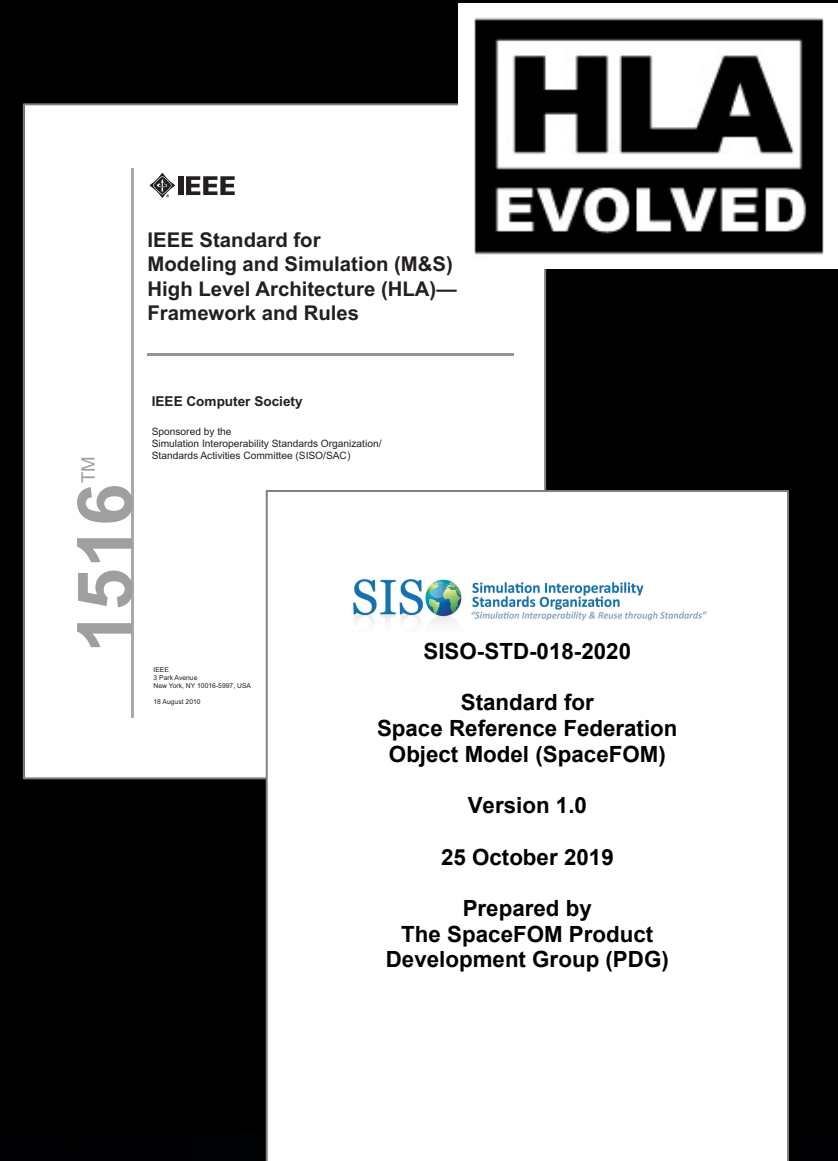 HLA
EVOLVED
IEEE
IEEE Standard for
Modeling and Simulation (M&S)
High Level Architecture (HLA)—
Framework and Rules
IEEE Computer Society
Sponsored by the
Simulation Interoperability Standards Organization/
Standards Activities Committee (SISO/SAC)
1516™
IEEE
3 Park Avenue
New York, NY 10016-5997, USA
18 August 2010
SISO
Simulation Interoperability
Standards Organization
"Simulation Interoperability & Reuse through Standards"
SISO-STD-018-2020
Standard for
Space Reference Federation
Object Model (SpaceFOM)
Version 1.0
25 October 2019
Prepared by
The SpaceFOM Product
Development Group (PDG)